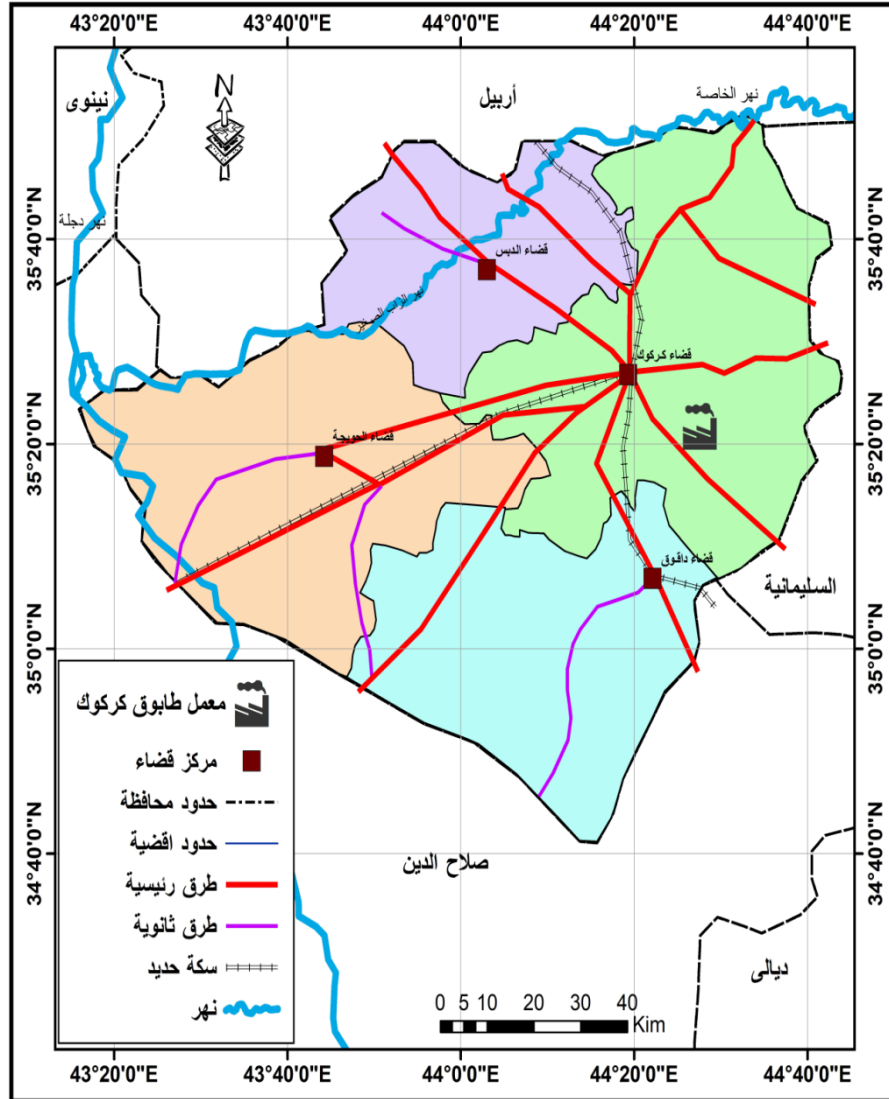 43°20'0"E 43°40'0"E 44°0'0"E 44°20'0"E 44°40'0"E
نينوى
N
أربيل
نهر الخاصة
نهر دجلة
35°40'0"N 35°40'0"N
قضاء الدبس
نهر الزاب الصغير
قضاء كركوك
35°20'0"N 35°20'0"N
قضاء الحويجة
قضاء داقوق
السليمانية
35°0'0"N 35°0'0"N
معمل طابوق كركوك
مركز قضاء
حدود محافظة
حدود اقضية
طرق رئيسية
طرق ثانوية
سكة حديد
نهر
34°40'0"N 34°40'0"N
صلاح الدين
ديالى
0 5 10 20 30 40
Kim
43°20'0"E 43°40'0"E 44°0'0"E 44°20'0"E 44°40'0"E